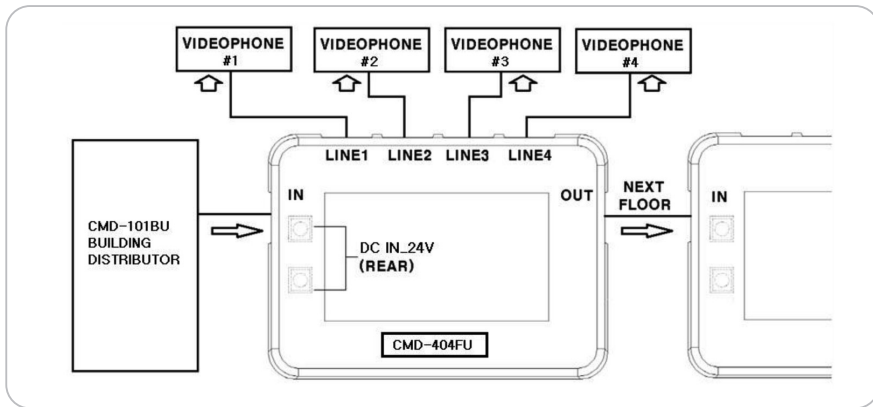 VIDEOPHONE
#1
VIDEOPHONE
#2
VIDEOPHONE
#3
VIDEOPHONE
#4
LINE1 LINE2 LINE3 LINE4
IN
OUT
NEXT
FLOOR
IN
CMD-101BU
BUILDING
DISTRIBUTOR
DC IN_24V
(REAR)
CMD-404FU